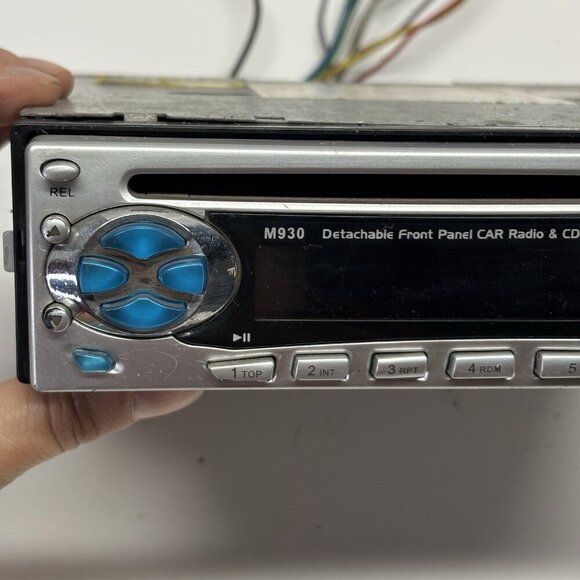 REL
M930 Detachable Front Panel CAR Radio & CD
1 TOP 2 INT 3 RPT 4 RDM 5